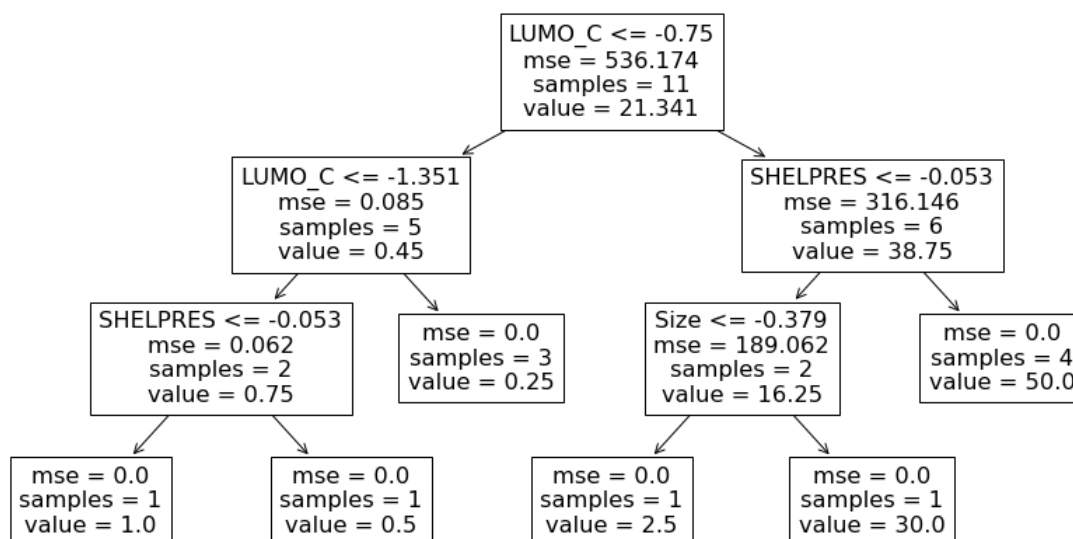 LUMO_C <= -0.75
mse = 536.174
samples = 11
value = 21.341
LUMO_C <= -1.351
mse = 0.085
samples = 5
value = 0.45
SHELPRES <= -0.053
mse = 316.146
samples = 6
value = 38.75
SHELPRES <= -0.053
mse = 0.062
samples = 2
value = 0.75
mse = 0.0
samples = 3
value = 0.25
Size <= -0.379
mse = 189.062
samples = 2
value = 16.25
mse = 0.0
samples = 4
value = 50.0
mse = 0.0
samples = 1
value = 1.0
mse = 0.0
samples = 1
value = 0.5
mse = 0.0
samples = 1
value = 2.5
mse = 0.0
samples = 1
value = 30.0